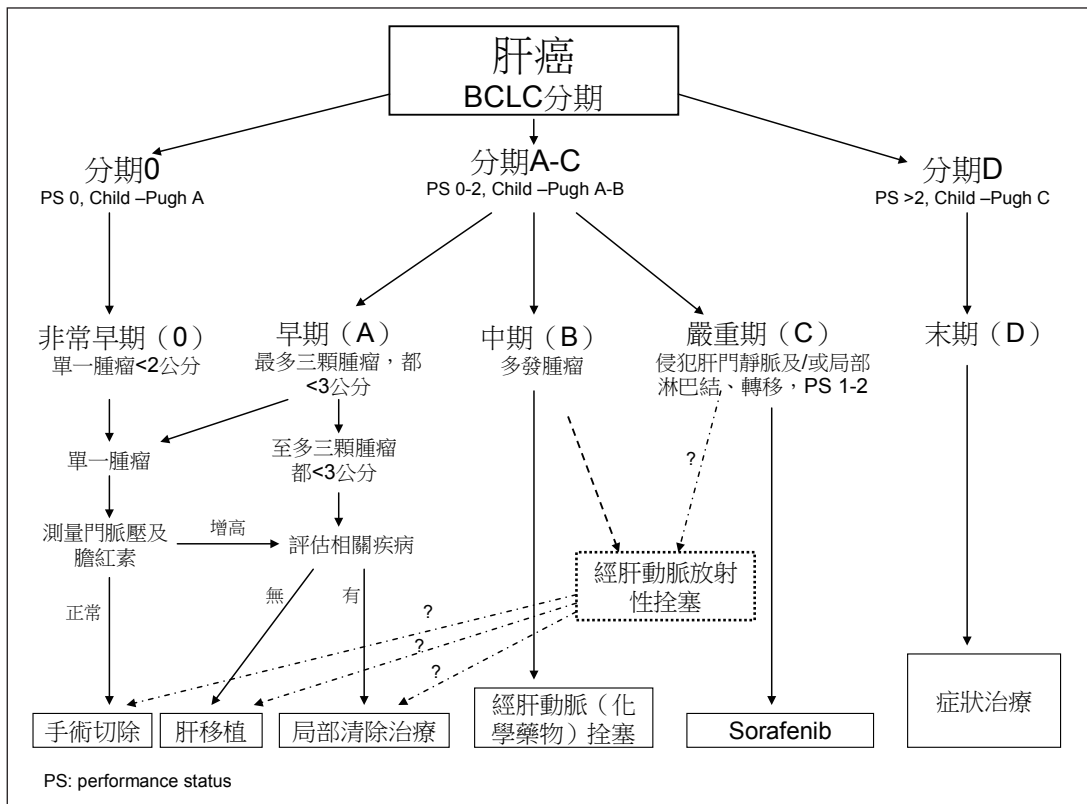 肝癌
BCLC分期
分期0
PS 0, Child –Pugh A
分期A-C
PS 0-2, Child –Pugh A-B
分期D
PS >2, Child –Pugh C
非常早期（0）
單一腫瘤<2公分
早期（A）
最多三顆腫瘤，都
<3公分
中期（B）
多發腫瘤
嚴重期（C）
侵犯肝門靜脈及/或局部
淋巴結、轉移，PS 1-2
末期（D）
單一腫瘤
至多三顆腫瘤
都<3公分
?
測量門脈壓及
膽紅素
增高
評估相關疾病
經肝動脈放射
性拴塞
正常
無
有
?
?
?
手術切除
肝移植
局部清除治療
經肝動脈（化
學藥物）拴塞
Sorafenib
症狀治療
PS: performance status